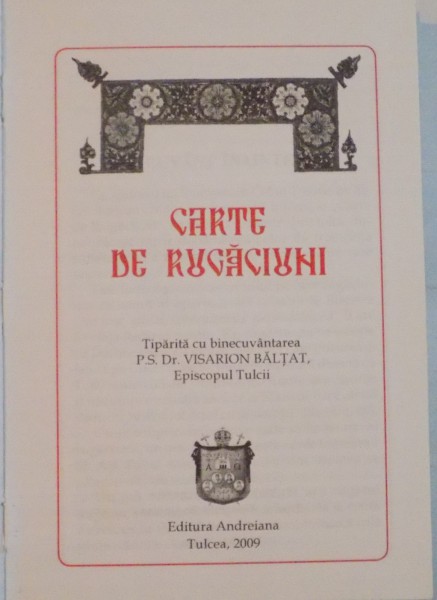 CARTE
DE RUGĂCIUNI
Tipărită cu binecuvântarea
P.S. Dr. VISARION BĂLȚAT,
Episcopul Tulcii
Editura Andreiana
Tulcea, 2009